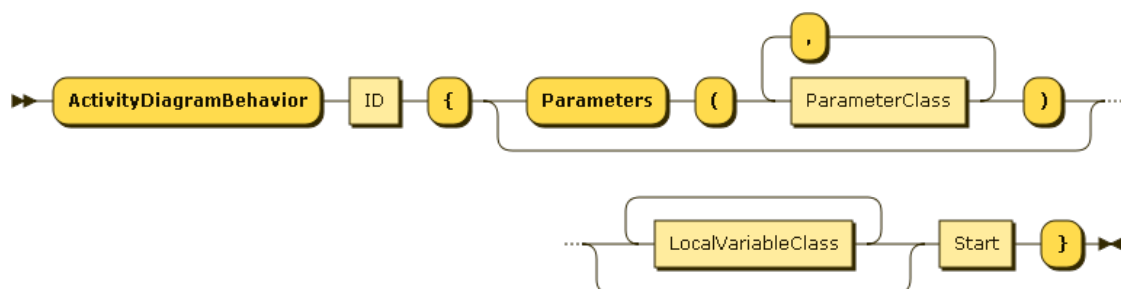 ,
ActivityDiagramBehavior ID { Parameters ( ParameterClass )
LocalVariableClass Start }